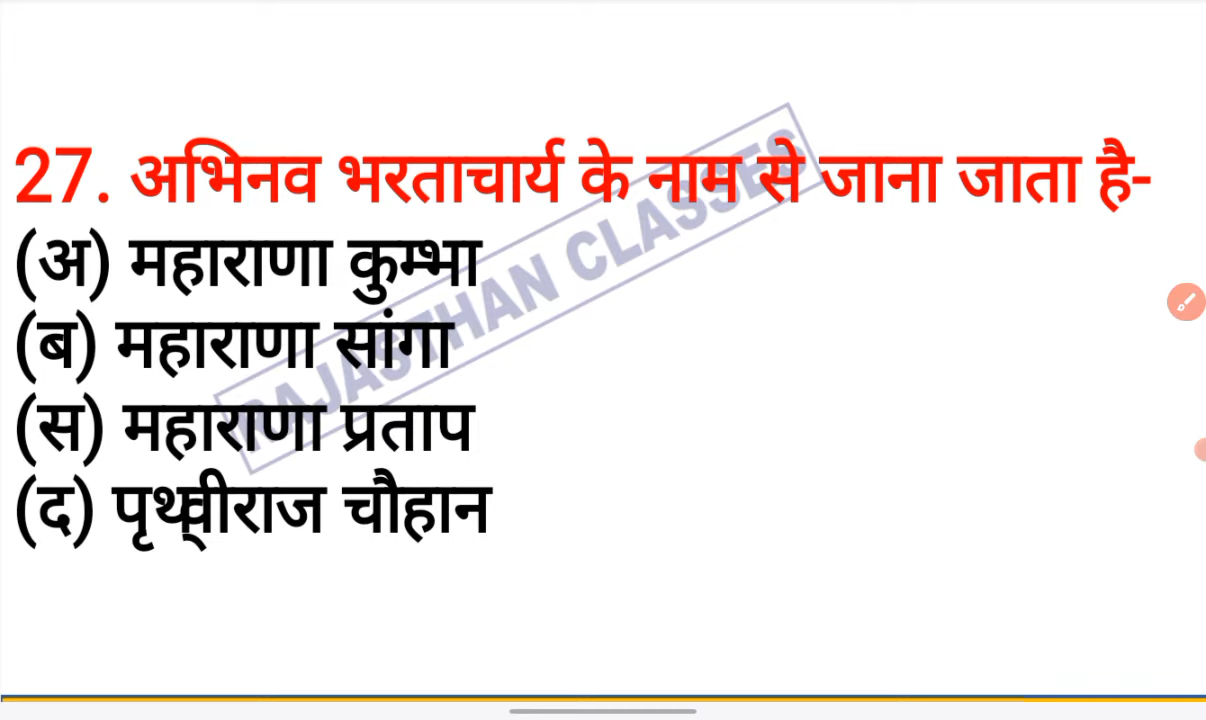 27. अभिनव भरताचार्य के नाम से जाना जाता है-
(अ) महाराणा कुम्भा
(ब) महाराणा सांगा
(स) महाराणा प्रताप
(द) पृथ्वीराज चौहान
RAJASTHAN CLASSES